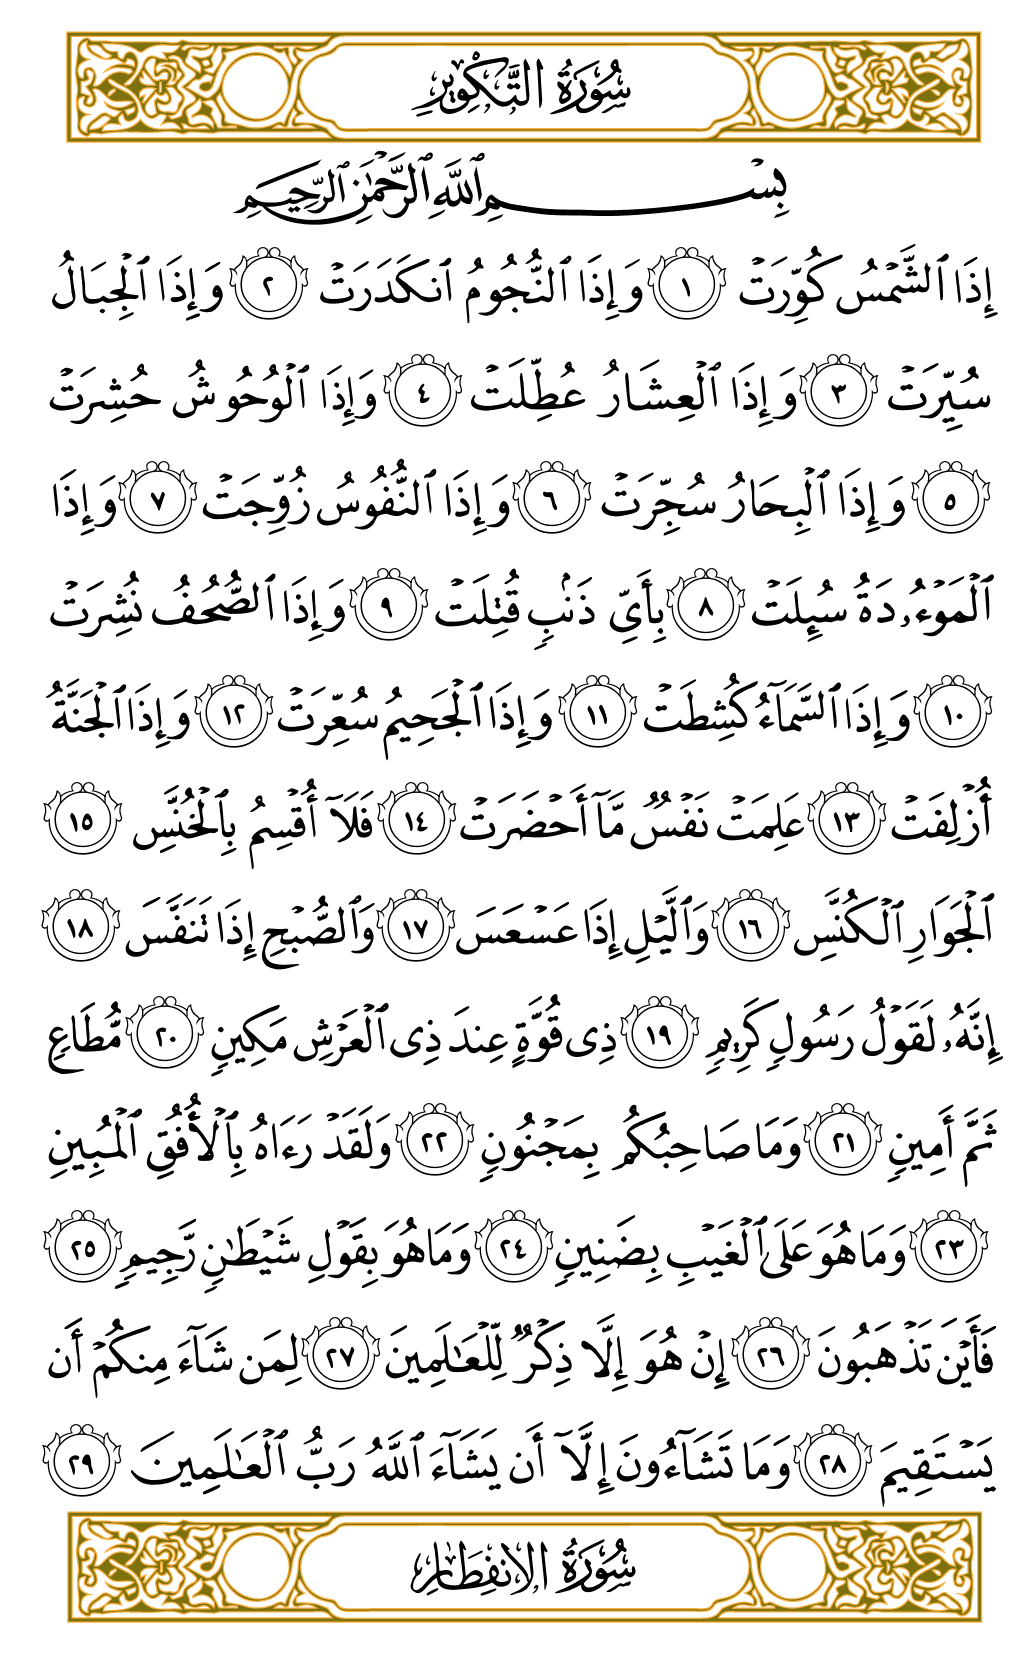 سُورَةُ التَّكْوِيرِ
بِسْمِ ٱللَّهِ ٱلرَّحْمَٰنِ ٱلرَّحِيمِ
إِذَا ٱلشَّمْسُ كُوِّرَتْ ١ وَإِذَا ٱلنُّجُومُ ٱنكَدَرَتْ ٢ وَإِذَا ٱلْجِبَالُ
سُيِّرَتْ ٣ وَإِذَا ٱلْعِشَارُ عُطِّلَتْ ٤ وَإِذَا ٱلْوُحُوشُ حُشِرَتْ
٥ وَإِذَا ٱلْبِحَارُ سُجِّرَتْ ٦ وَإِذَا ٱلنُّفُوسُ زُوِّجَتْ ٧ وَإِذَا
ٱلْمَوْءُۥدَةُ سُئِلَتْ ٨ بِأَىِّ ذَنۢبٍ قُتِلَتْ ٩ وَإِذَا ٱلصُّحُفُ نُشِرَتْ
١٠ وَإِذَا ٱلسَّمَآءُ كُشِطَتْ ١١ وَإِذَا ٱلْجَحِيمُ سُعِّرَتْ ١٢ وَإِذَا ٱلْجَنَّةُ
أُزْلِفَتْ ١٣ عَلِمَتْ نَفْسٌ مَّآ أَحْضَرَتْ ١٤ فَلَآ أُقْسِمُ بِٱلْخُنَّسِ ١٥
ٱلْجَوَارِ ٱلْكُنَّسِ ١٦ وَٱلَّيْلِ إِذَا عَسْعَسَ ١٧ وَٱلصُّبْحِ إِذَا تَنَفَّسَ ١٨
إِنَّهُۥ لَقَوْلُ رَسُولٍ كَرِيمٍ ١٩ ذِى قُوَّةٍ عِندَ ذِى ٱلْعَرْشِ مَكِينٍ ٢٠ مُّطَاعٍ
ثَمَّ أَمِينٍ ٢١ وَمَا صَاحِبُكُم بِمَجْنُونٍ ٢٢ وَلَقَدْ رَءَاهُ بِٱلْأُفُقِ ٱلْمُبِينِ
٢٣ وَمَا هُوَ عَلَى ٱلْغَيْبِ بِضَنِينٍ ٢٤ وَمَا هُوَ بِقَوْلِ شَيْطَٰنٍ رَّجِيمٍ ٢٥
فَأَيْنَ تَذْهَبُونَ ٢٦ إِنْ هُوَ إِلَّا ذِكْرٌ لِّلْعَٰلَمِينَ ٢٧ لِمَن شَآءَ مِنكُمْ أَن
يَسْتَقِيمَ ٢٨ وَمَا تَشَآءُونَ إِلَّآ أَن يَشَآءَ ٱللَّهُ رَبُّ ٱلْعَٰلَمِينَ ٢٩
سُورَةُ الانفِطَارِ